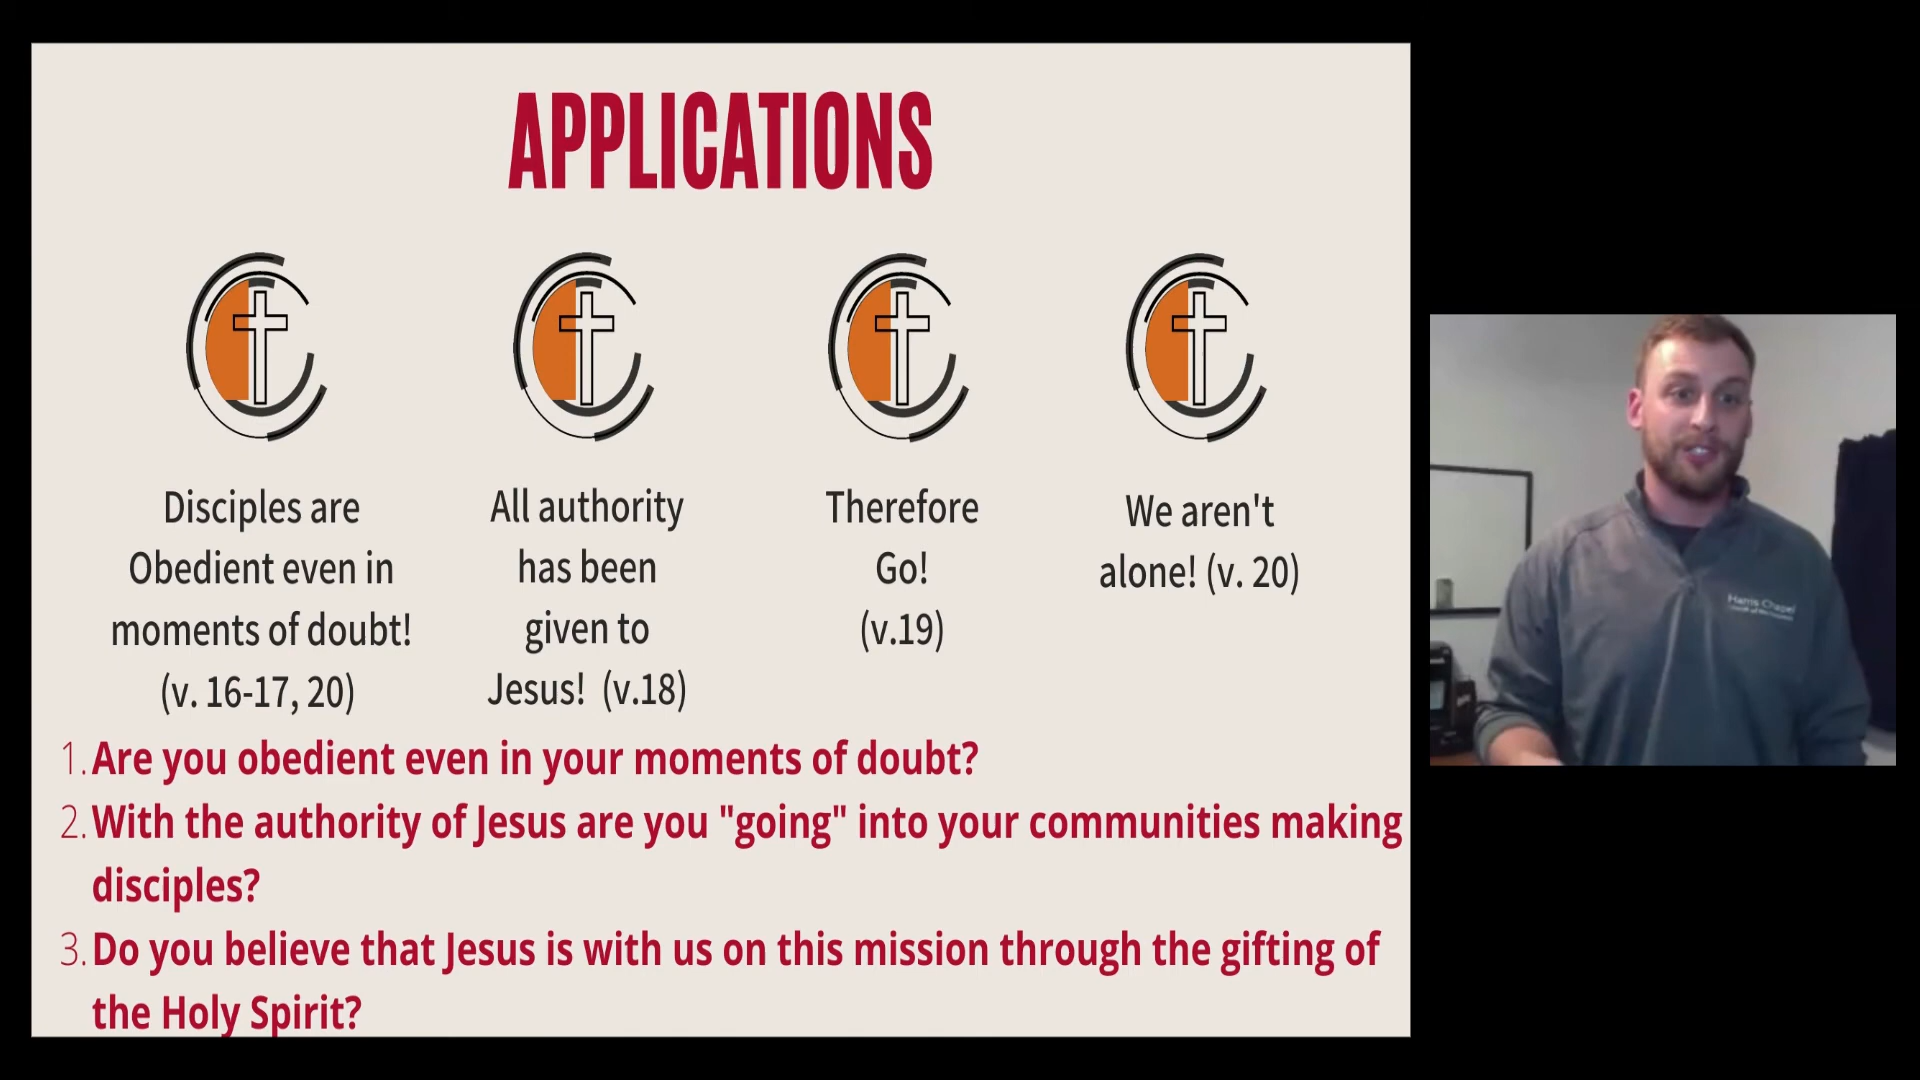 APPLICATIONS
Disciples are
Obedient even in
moments of doubt!
(v. 16-17, 20)
All authority
has been
given to
Jesus!  (v.18)
Therefore
Go!
(v.19)
We aren't
alone! (v. 20)
1. Are you obedient even in your moments of doubt?
2. With the authority of Jesus are you "going" into your communities making
disciples?
3. Do you believe that Jesus is with us on this mission through the gifting of
the Holy Spirit?
Harris Chapel